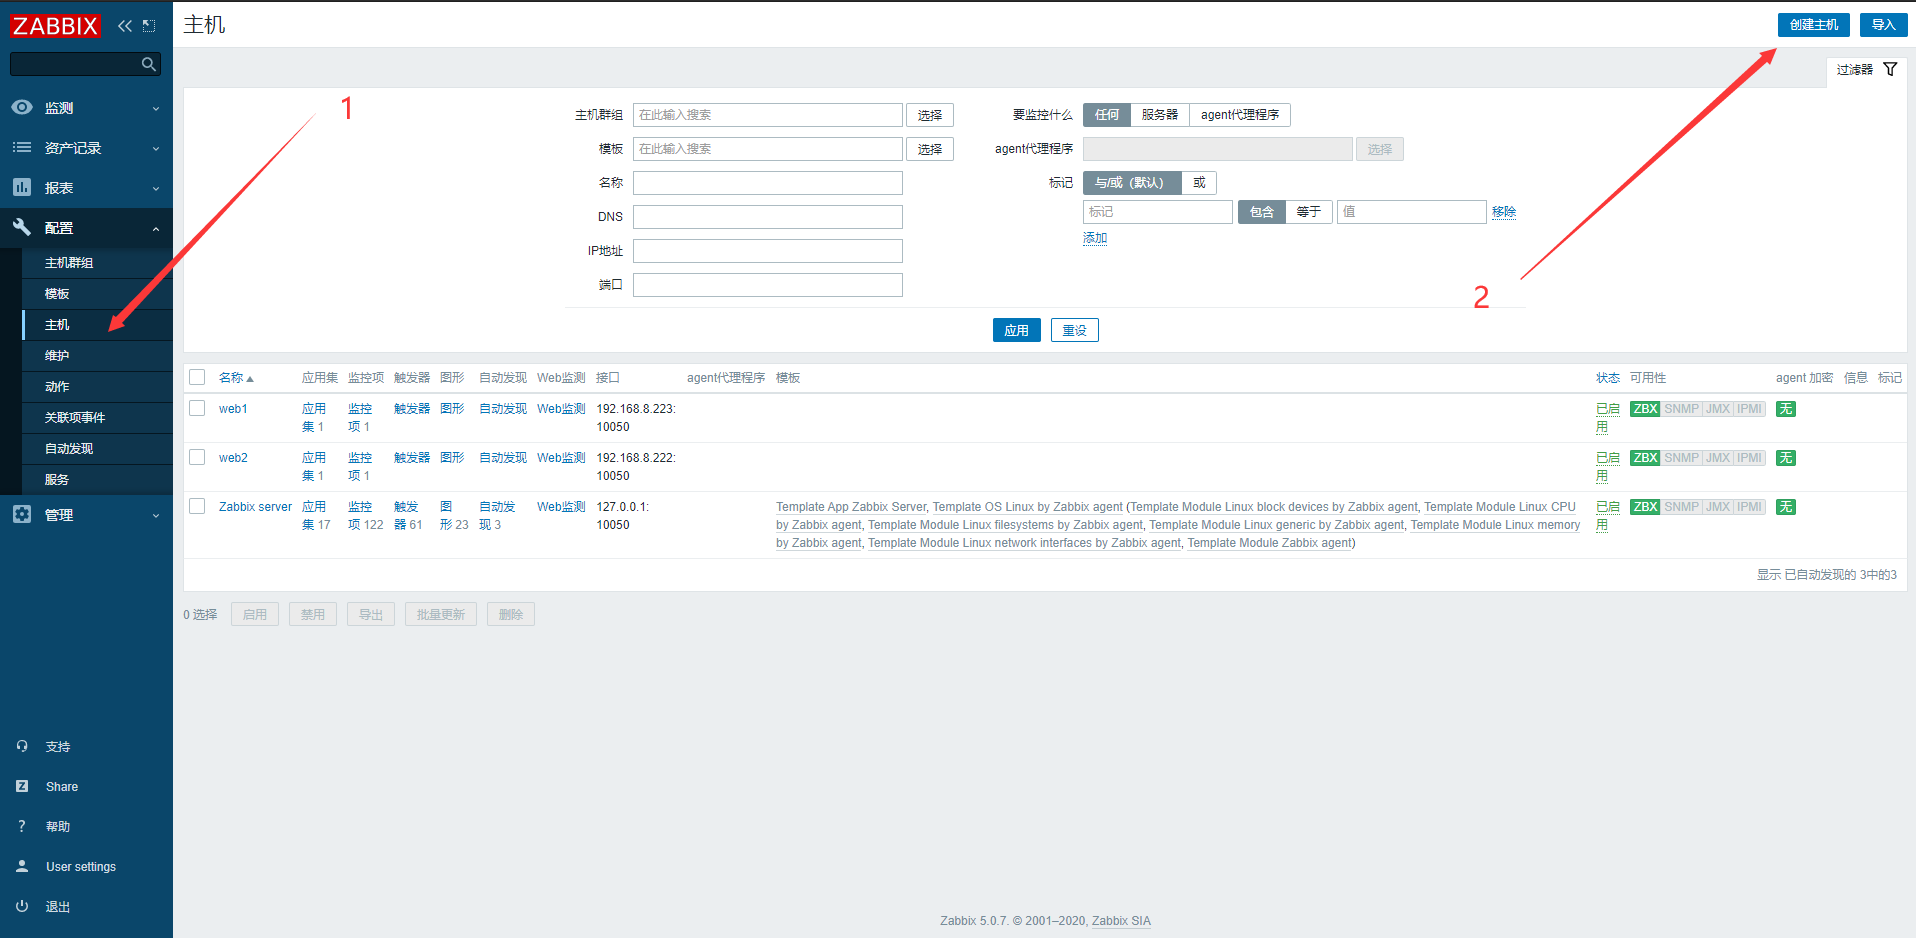 ZABBIX
监测
资产记录
报表
配置
主机群组
模板
主机
维护
动作
关联项事件
自动发现
服务
管理
支持
Share
帮助
User settings
退出
主机
创建主机 导入
过滤器
1
2
主机群组 在此输入搜索 选择
模板 在此输入搜索 选择
名称
DNS
IP地址
端口
要监控什么 任何 服务器 agent代理程序
agent代理程序 选择
标记 与/或（默认） 或
标记 包含 等于 值 移除
添加
应用 重设
名称 应用集 监控项 触发器 图形 自动发现 Web监测 接口 agent代理程序 模板 状态 可用性 agent 加密 信息 标记
web1 应用 监控 触发器 图形 自动发现 Web监测 192.168.8.223: 已启 ZBX SNMP JMX IPMI 无
集 1 项 1 10050 用
web2 应用 监控 触发器 图形 自动发现 Web监测 192.168.8.222: 已启 ZBX SNMP JMX IPMI 无
集 1 项 1 10050 用
Zabbix server 应用 监控 触发 图 自动发 Web监测 127.0.0.1: Template App Zabbix Server, Template OS Linux by Zabbix agent (Template Module Linux block devices by Zabbix agent, Template Module Linux CPU 已启 ZBX SNMP JMX IPMI 无
集 17 项 122 器 61 形 23 现 3 10050 by Zabbix agent, Template Module Linux filesystems by Zabbix agent, Template Module Linux generic by Zabbix agent, Template Module Linux memory 用
by Zabbix agent, Template Module Linux network interfaces by Zabbix agent, Template Module Zabbix agent)
显示 已自动发现的 3中的3
0 选择 启用 禁用 导出 批量更新 删除
Zabbix 5.0.7. © 2001–2020, Zabbix SIA